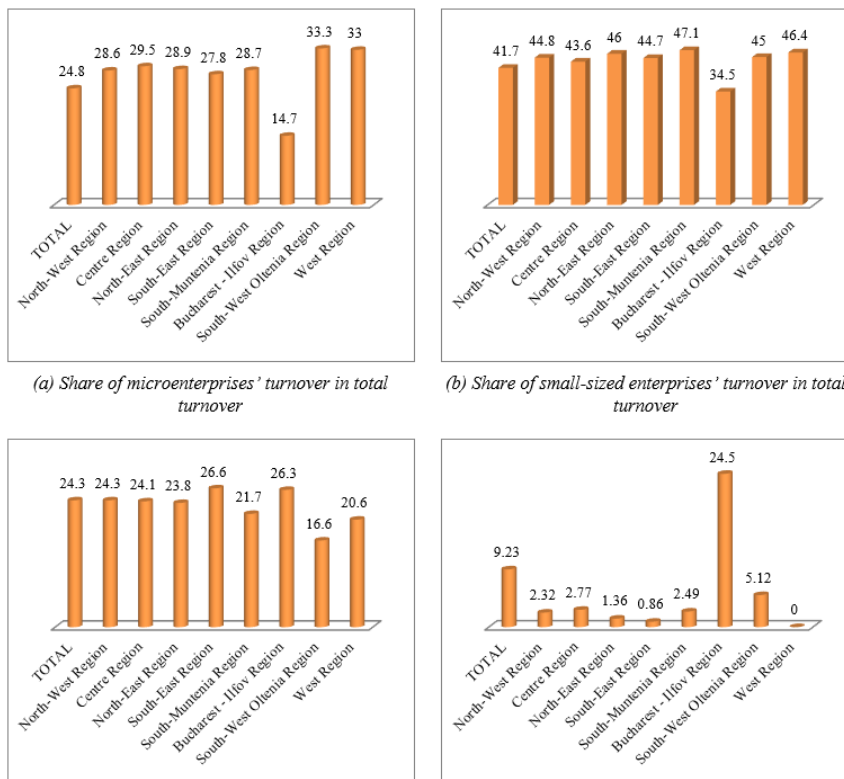 24.8
28.6
29.5
28.9
27.8
28.7
14.7
33.3
33
TOTAL
North-West Region
Centre Region
North-East Region
South-East Region
South-Muntenia Region
Bucharest - Ilfov Region
South-West Oltenia Region
West Region
(a) Share of microenterprises' turnover in total
turnover
41.7
44.8
43.6
46
44.7
47.1
34.5
45
46.4
TOTAL
North-West Region
Centre Region
North-East Region
South-East Region
South-Muntenia Region
Bucharest - Ilfov Region
South-West Oltenia Region
West Region
(b) Share of small-sized enterprises' turnover in total
turnover
24.3
24.3
24.1
23.8
26.6
21.7
26.3
16.6
20.6
TOTAL
North-West Region
Centre Region
North-East Region
South-East Region
South-Muntenia Region
Bucharest - Ilfov Region
South-West Oltenia Region
West Region
9.23
2.32
2.77
1.36
0.86
2.49
24.5
5.12
0
TOTAL
North-West Region
Centre Region
North-East Region
South-East Region
South-Muntenia Region
Bucharest - Ilfov Region
South-West Oltenia Region
West Region